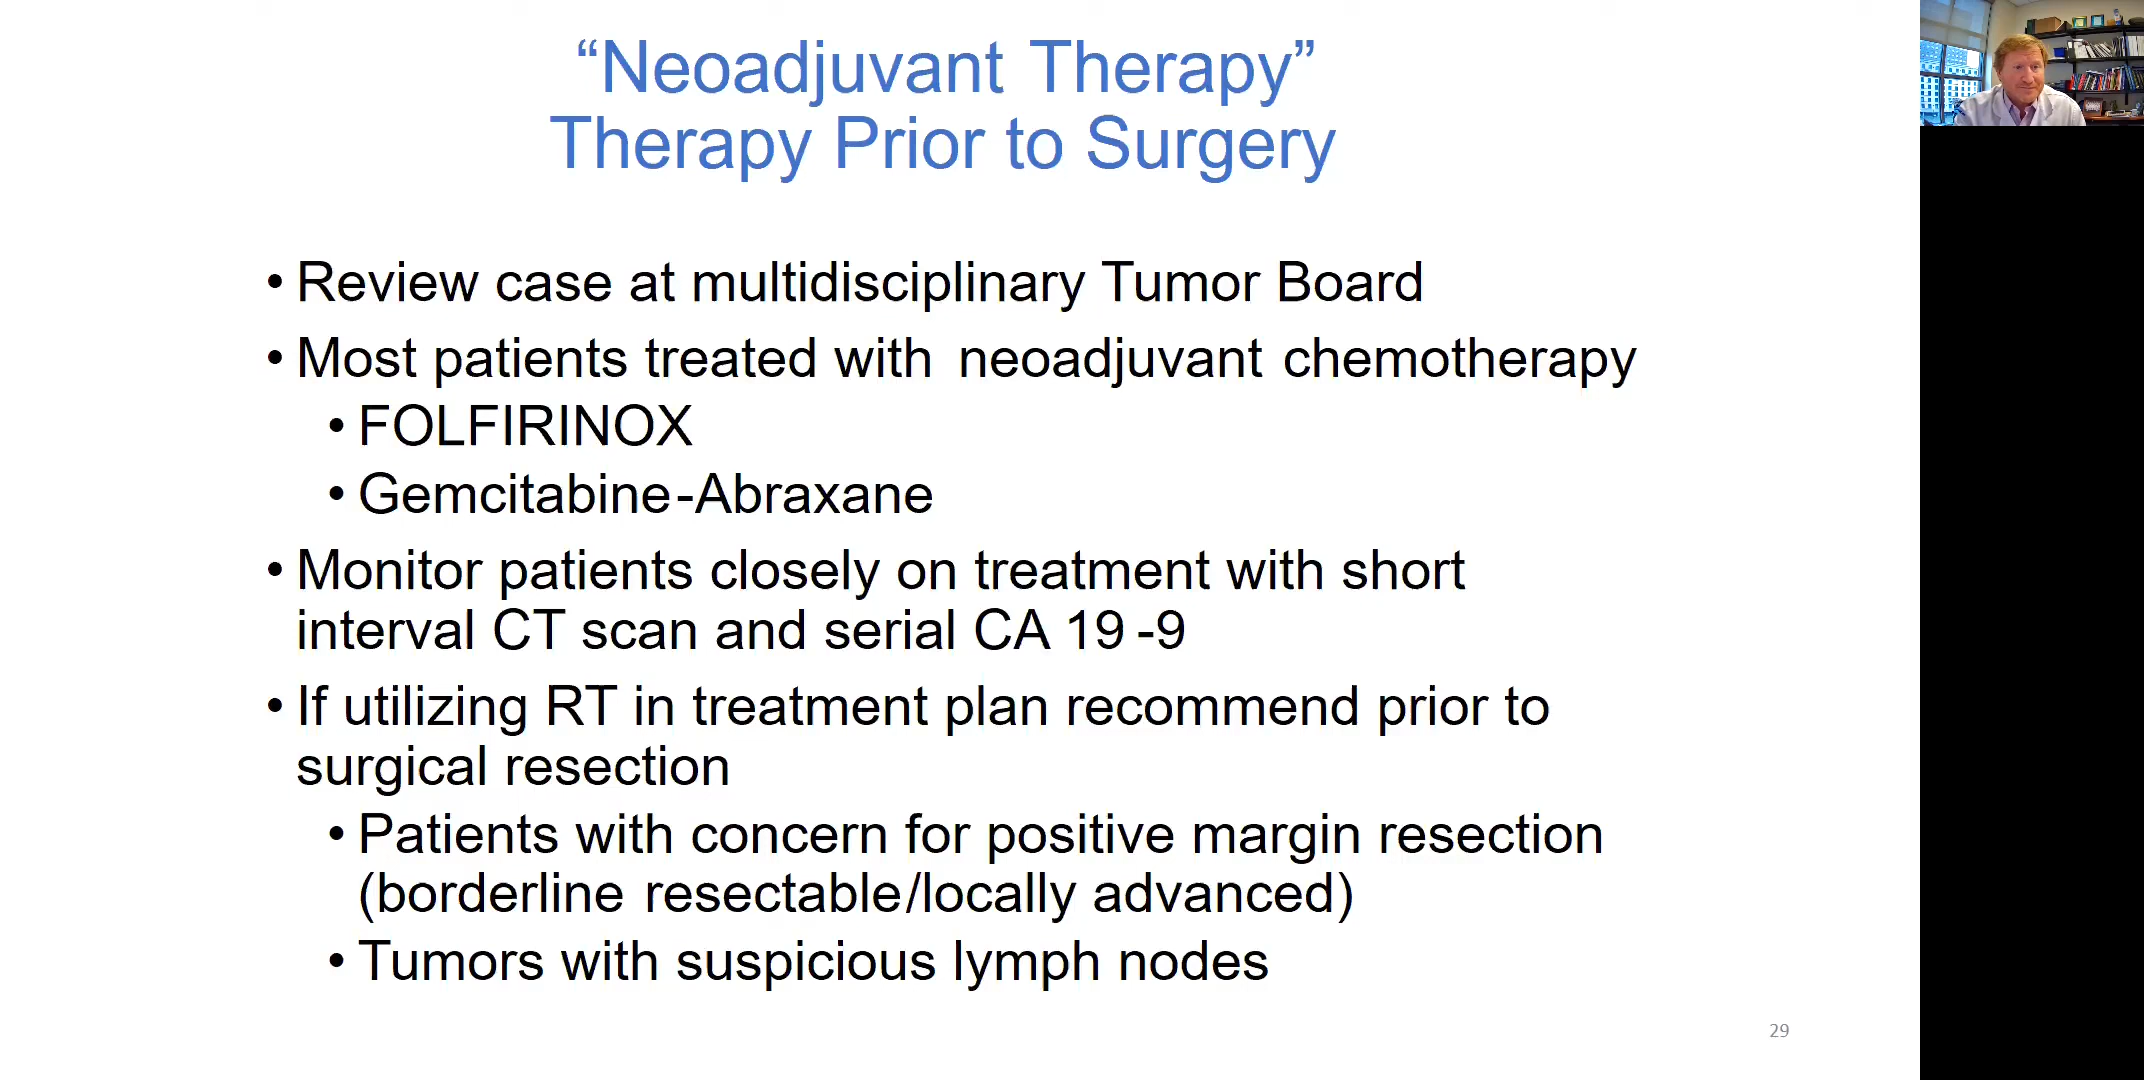 “Neoadjuvant Therapy”
Therapy Prior to Surgery
• Review case at multidisciplinary Tumor Board
• Most patients treated with neoadjuvant chemotherapy
• FOLFIRINOX
• Gemcitabine-Abraxane
• Monitor patients closely on treatment with short
interval CT scan and serial CA 19-9
• If utilizing RT in treatment plan recommend prior to
surgical resection
• Patients with concern for positive margin resection
(borderline resectable/locally advanced)
• Tumors with suspicious lymph nodes
29